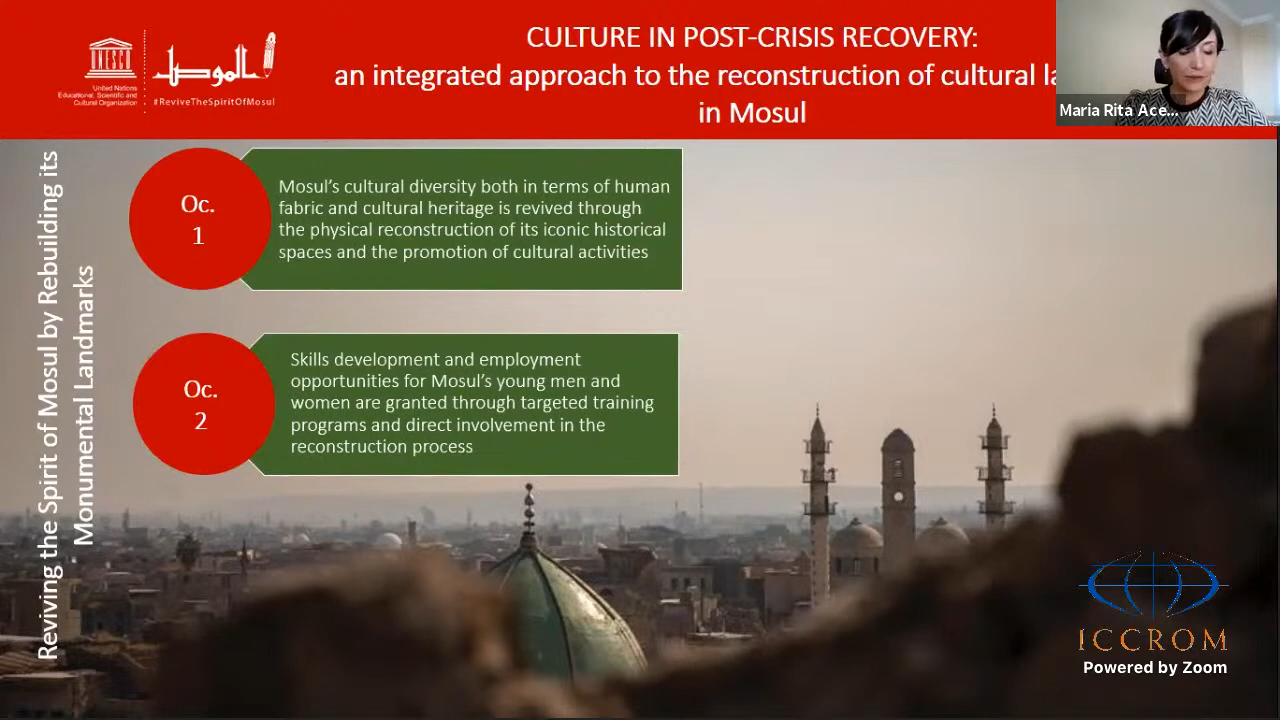 UNESCO
United Nations
Educational, Scientific and
Cultural Organization
الموصل
#ReviveTheSpiritOfMosul
CULTURE IN POST-CRISIS RECOVERY:
an integrated approach to the reconstruction of cultural la
in Mosul
Maria Rita Ace...
Reviving the Spirit of Mosul by Rebuilding its
Monumental Landmarks
Oc.
1
Mosul’s cultural diversity both in terms of human
fabric and cultural heritage is revived through
the physical reconstruction of its iconic historical
spaces and the promotion of cultural activities
Oc.
2
Skills development and employment
opportunities for Mosul’s young men and
women are granted through targeted training
programs and direct involvement in the
reconstruction process
ICCROM
Powered by Zoom